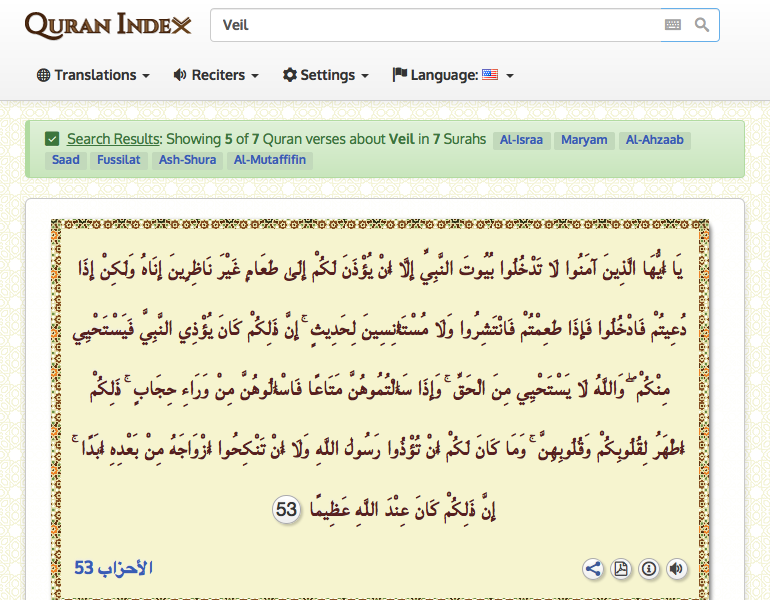 QURAN INDEX
Veil
Translations Reciters Settings Language:
Search Results: Showing 5 of 7 Quran verses about Veil in 7 Surahs Al-Israa Maryam Al-Ahzaab
Saad Fussilat Ash-Shura Al-Mutaffifin
يَا أَيُّهَا الَّذِينَ آمَنُوا لَا تَدْخُلُوا بُيُوتَ النَّبِيِّ إِلَّا أَنْ يُؤْذَنَ لَكُمْ إِلَىٰ طَعَامٍ غَيْرَ نَاظِرِينَ إِنَاهُ وَلَٰكِنْ إِذَا
دُعِيتُمْ فَادْخُلُوا فَإِذَا طَعِمْتُمْ فَانْتَشِرُوا وَلَا مُسْتَأْنِسِينَ لِحَدِيثٍ ۚ إِنَّ ذَٰلِكُمْ كَانَ يُؤْذِي النَّبِيَّ فَيَسْتَحْيِي
مِنْكُمْ ۖ وَاللَّهُ لَا يَسْتَحْيِي مِنَ الْحَقِّ ۚ وَإِذَا سَأَلْتُمُوهُنَّ مَتَاعًا فَاسْأَلُوهُنَّ مِنْ وَرَاءِ حِجَابٍ ۚ ذَٰلِكُمْ
أَطْهَرُ لِقُلُوبِكُمْ وَقُلُوبِهِنَّ ۚ وَمَا كَانَ لَكُمْ أَنْ تُؤْذُوا رَسُولَ اللَّهِ وَلَا أَنْ تَنْكِحُوا أَزْوَاجَهُ مِنْ بَعْدِهِ أَبَدًا ۚ
إِنَّ ذَٰلِكُمْ كَانَ عِنْدَ اللَّهِ عَظِيمًا 53
الأحزاب 53